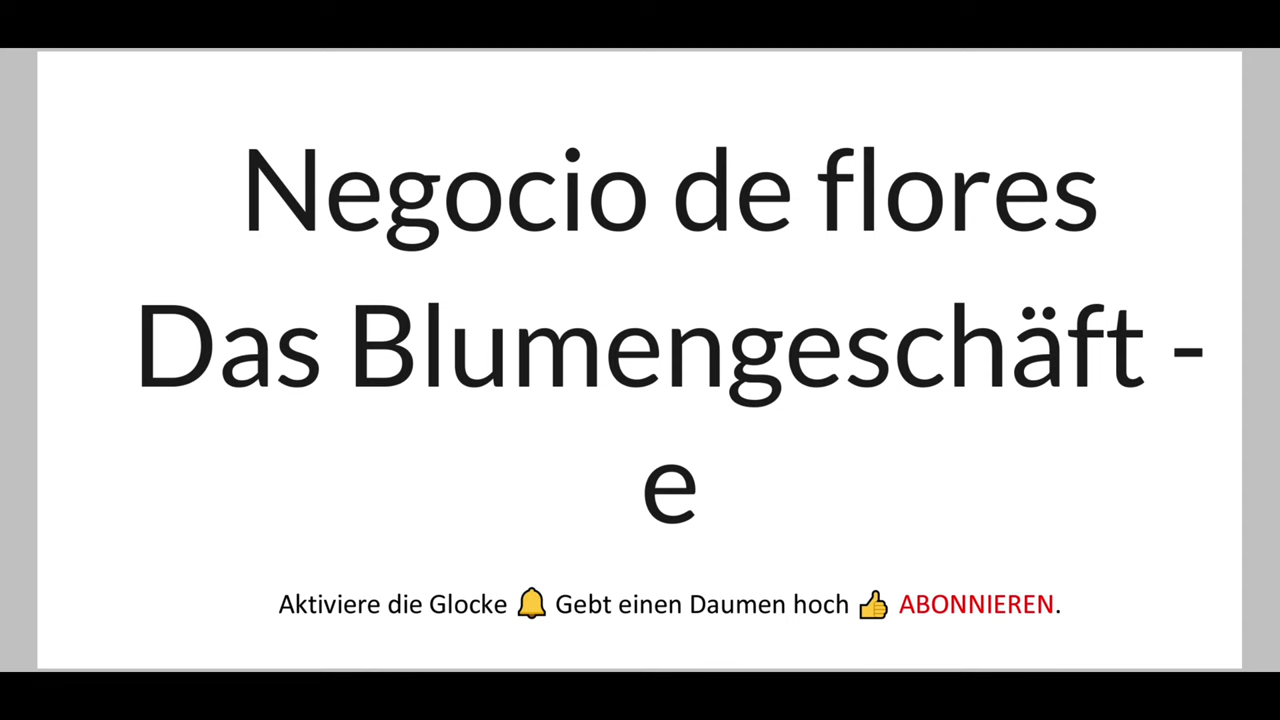 Negocio de flores
Das Blumengeschäft -
e
Aktiviere die Glocke 🔔 Gebt einen Daumen hoch 👍 ABONNIEREN.